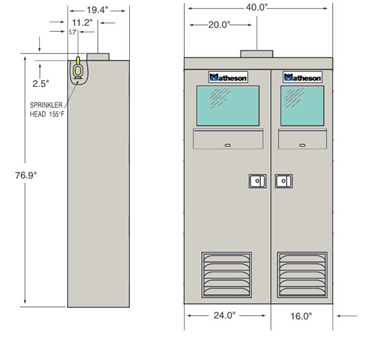 19.4"
11.2"
5.7"
2.5"
SPRINKLER
HEAD 155°F
76.9"
40.0"
20.0"
Matheson
Matheson
24.0"
16.0"